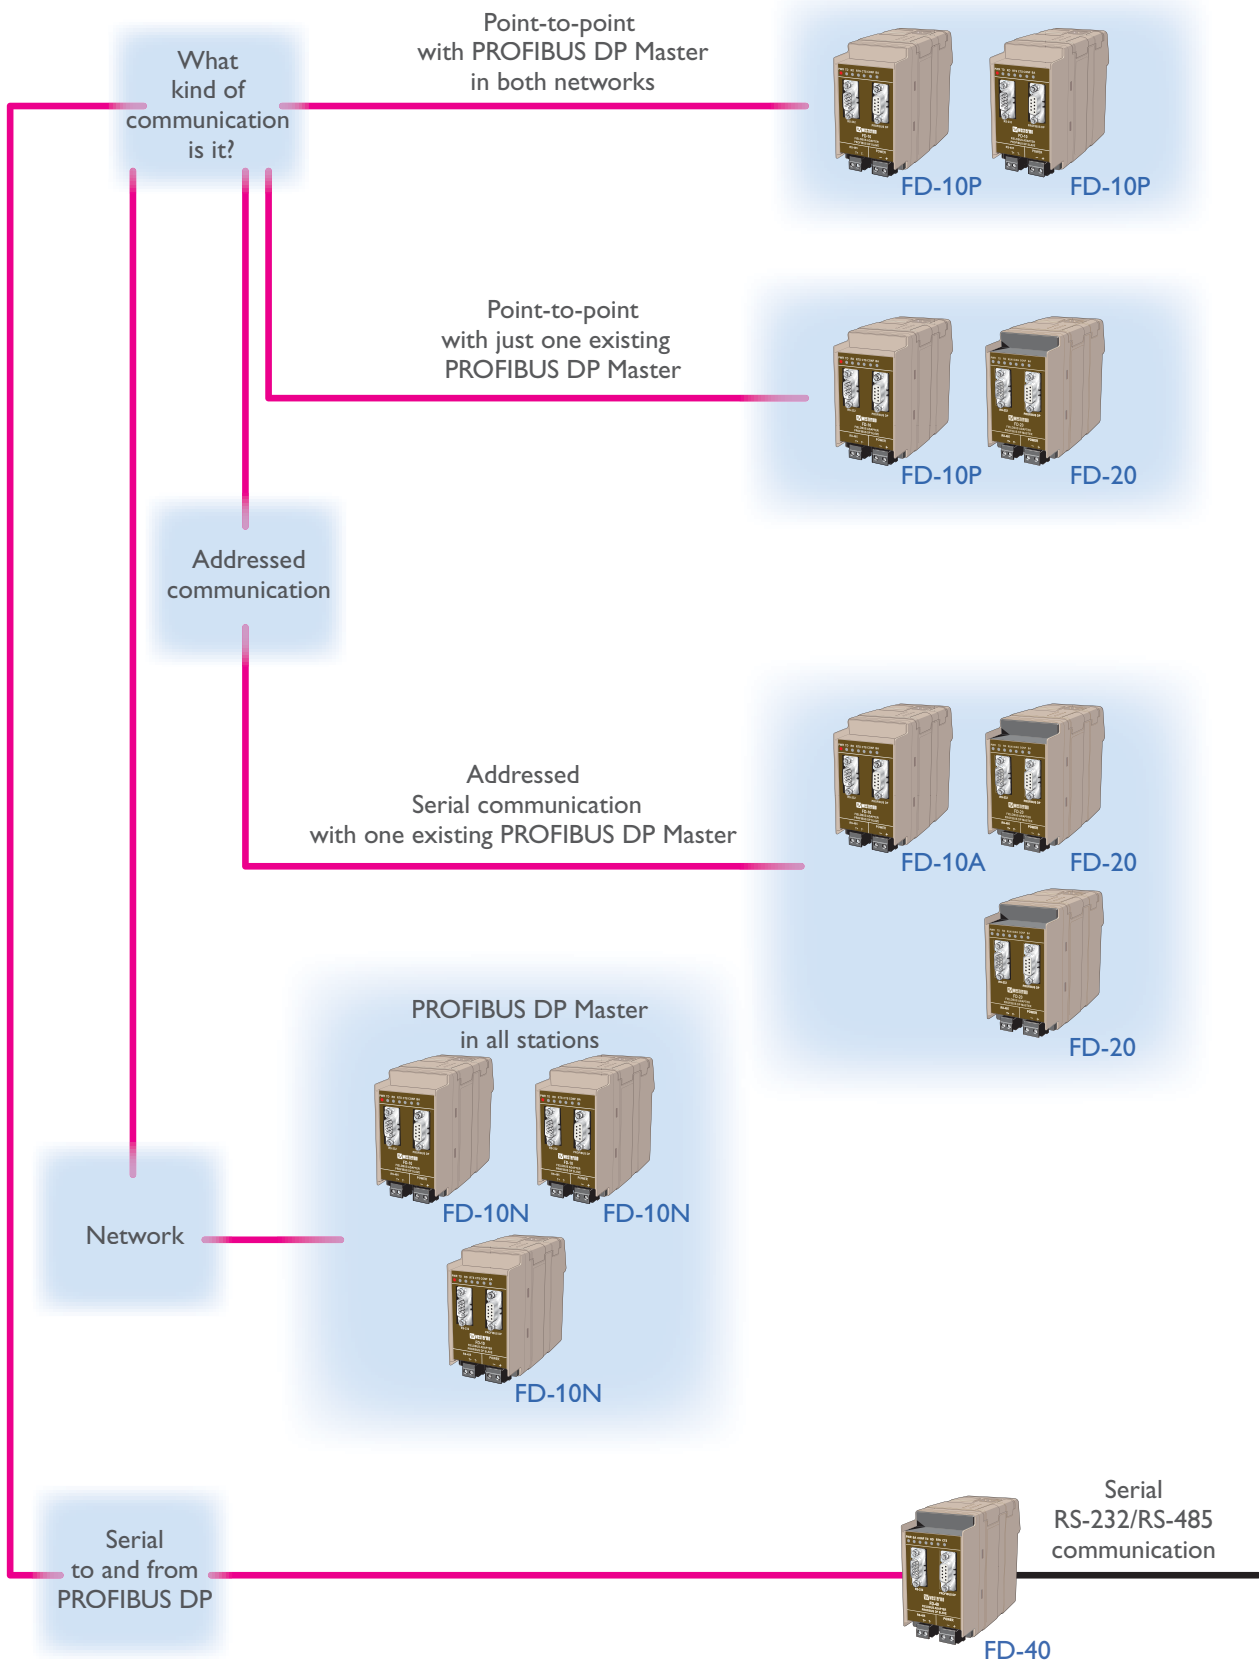 What
kind of
communication
is it?
Point-to-point
with PROFIBUS DP Master
in both networks
FD-10P
FD-10P
Point-to-point
with just one existing
PROFIBUS DP Master
FD-10P
FD-20
Addressed
communication
Addressed
Serial communication
with one existing PROFIBUS DP Master
FD-10A
FD-20
FD-20
PROFIBUS DP Master
in all stations
FD-10N
FD-10N
FD-10N
Network
Serial
to and from
PROFIBUS DP
FD-40
Serial
RS-232/RS-485
communication